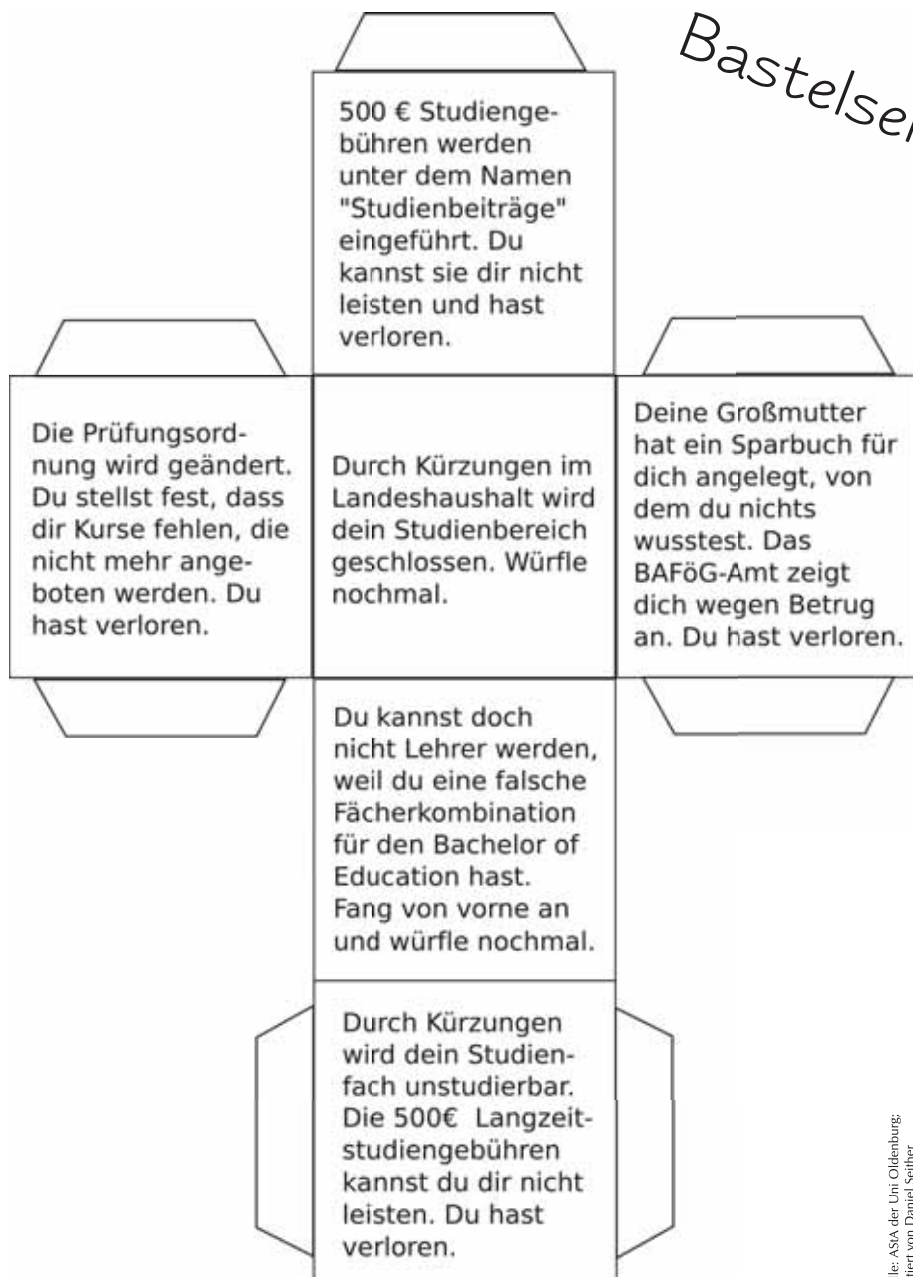 Bastelsei
500 € Studienge-
bühren werden
unter dem Namen
"Studienbeiträge"
eingeführt. Du
kannst sie dir nicht
leisten und hast
verloren.
Die Prüfungsord-
nung wird geändert.
Du stellst fest, dass
dir Kurse fehlen, die
nicht mehr ange-
boten werden. Du
hast verloren.
Durch Kürzungen im
Landeshaushalt wird
dein Studienbereich
geschlossen. Würfle
nochmal.
Deine Großmutter
hat ein Sparbuch für
dich angelegt, von
dem du nichts
wusstest. Das
BAFöG-Amt zeigt
dich wegen Betrug
an. Du hast verloren.
Du kannst doch
nicht Lehrer werden,
weil du eine falsche
Fächerkombination
für den Bachelor of
Education hast.
Fang von vorne an
und würfle nochmal.
Durch Kürzungen
wird dein Studien-
fach unstudierbar.
Die 500€ Langzeit-
studiengebühren
kannst du dir nicht
leisten. Du hast
verloren.
le: AStA der Uni Oldenburg;
tiert von Daniel Seither